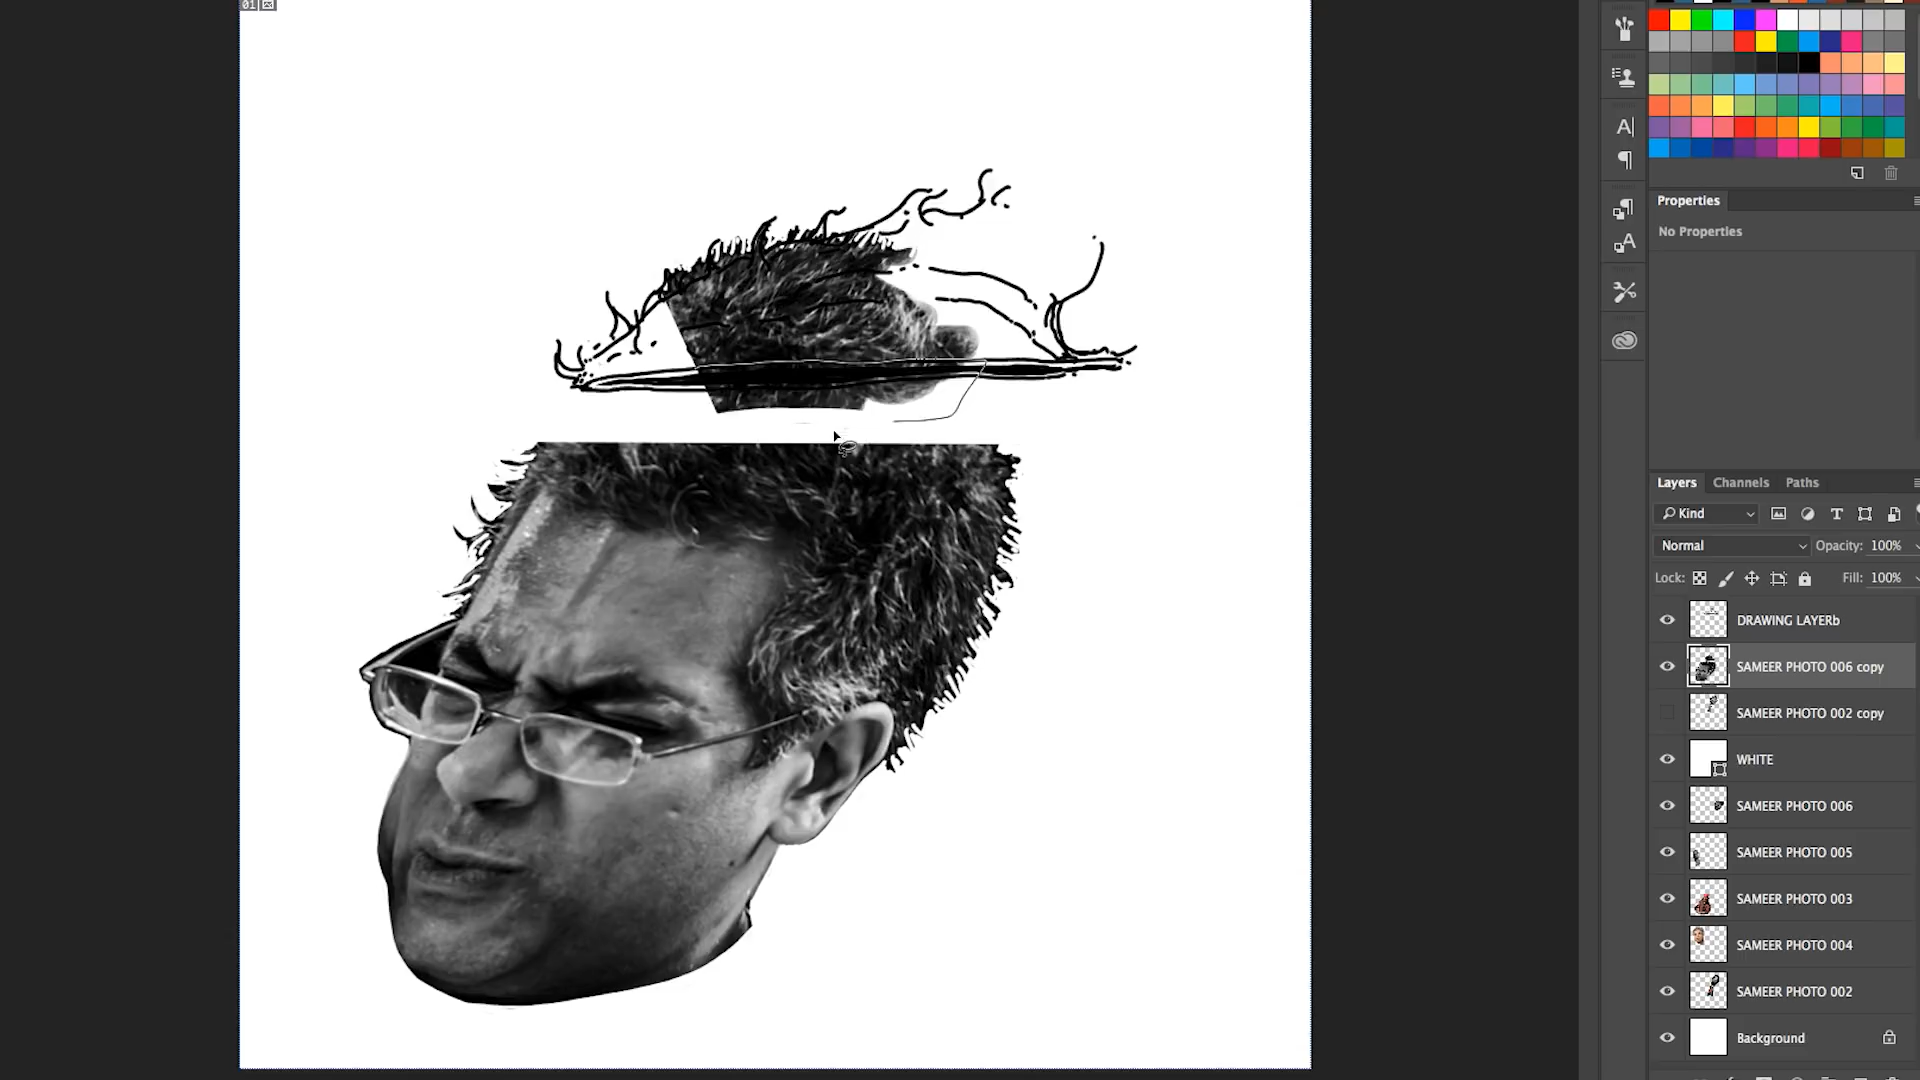 01
Properties
No Properties
Layers Channels Paths
Kind
Normal Opacity: 100%
Lock: Fill: 100%
DRAWING LAYERb
SAMEER PHOTO 006 copy
SAMEER PHOTO 002 copy
WHITE
SAMEER PHOTO 006
SAMEER PHOTO 005
SAMEER PHOTO 003
SAMEER PHOTO 004
SAMEER PHOTO 002
Background